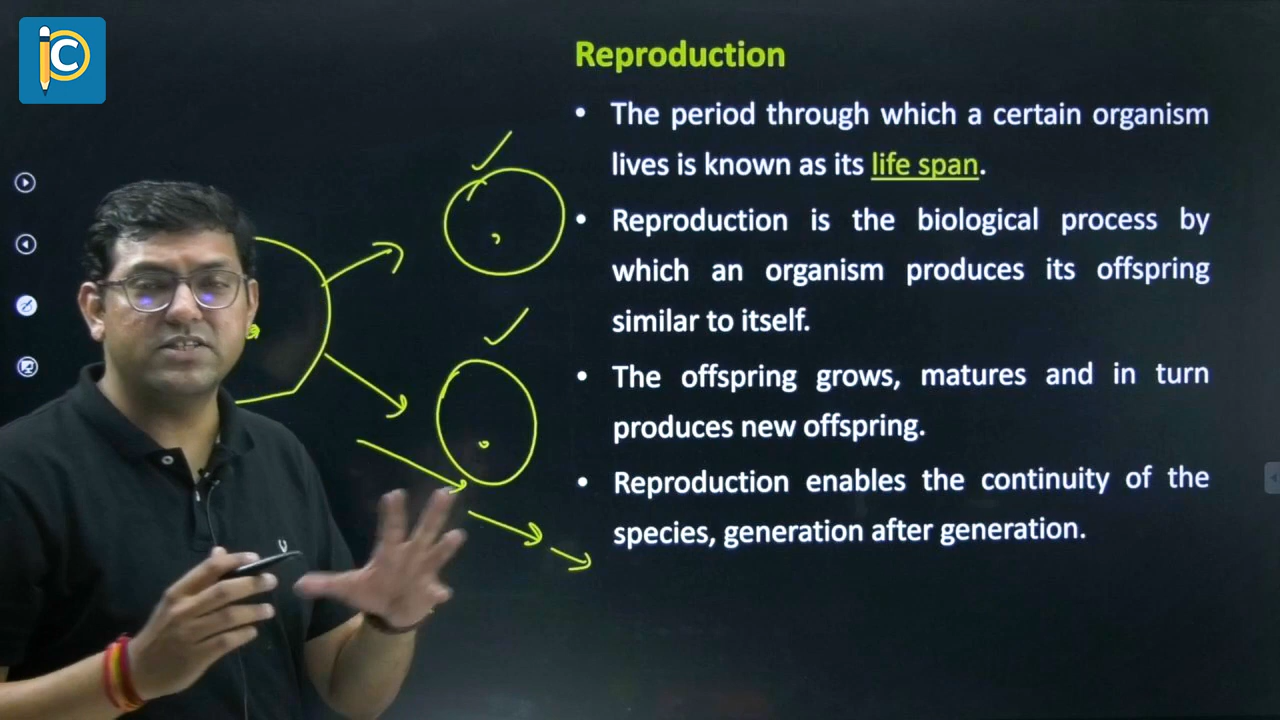 C
Reproduction
• The period through which a certain organism
lives is known as its life span.
• Reproduction is the biological process by
which an organism produces its offspring
similar to itself.
• The offspring grows, matures and in turn
produces new offspring.
• Reproduction enables the continuity of the
species, generation after generation.